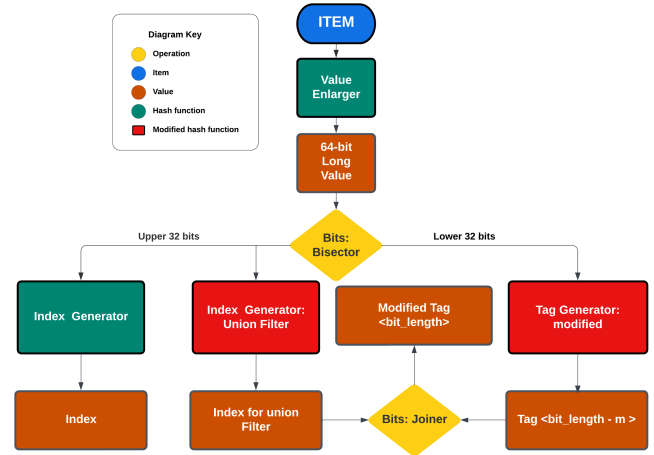 ITEM
Diagram Key
Operation
Item
Value
Hash function
Modified hash function
Value
Enlarger
64-bit
Long
Value
Bits:
Bisector
Upper 32 bits
Lower 32 bits
Index Generator
Index Generator:
Union Filter
Modified Tag
<bit_length>
Tag Generator:
modified
Index
Index for union
Filter
Bits: Joiner
Tag <bit_length - m >